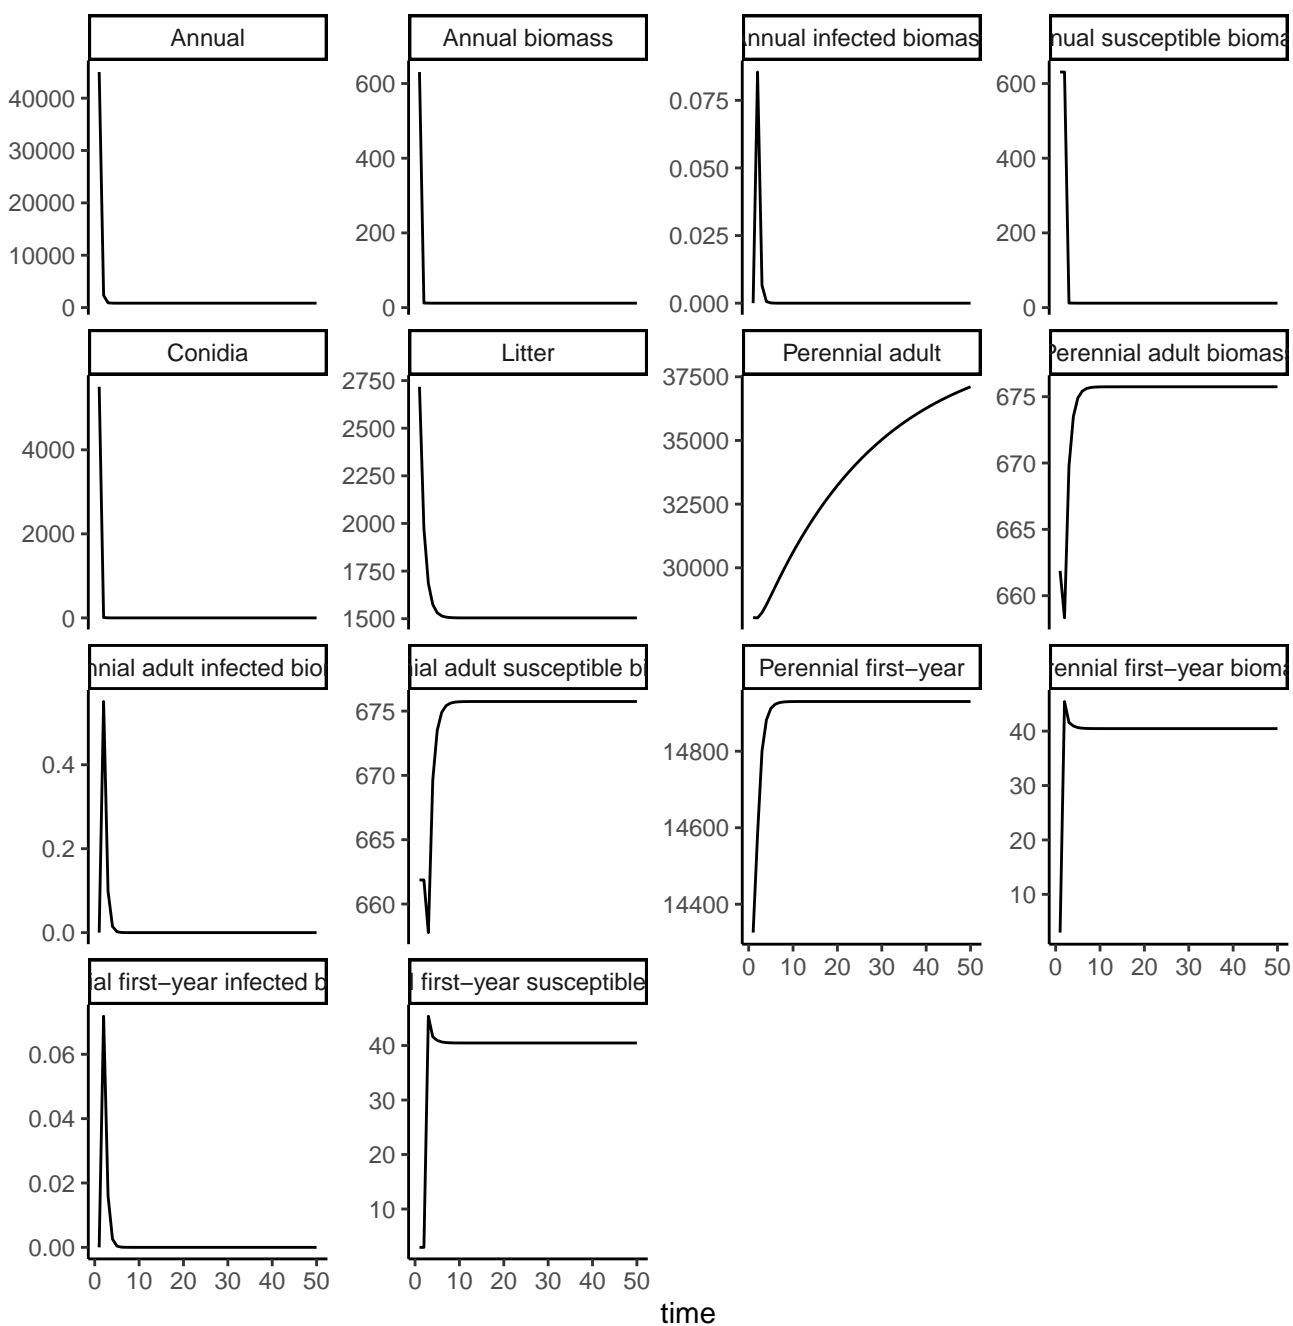 Annual
Annual biomass
nnual infected biomas
nual susceptible bioma
40000
30000
20000
10000
0
600
400
200
0
0.075
0.050
0.025
0.000
600
400
200
0
Conidia
Litter
Perennial adult
Perennial adult biomass
4000
2000
0
2750
2500
2250
2000
1750
1500
37500
35000
32500
30000
675
670
665
660
nnial adult infected bion
ial adult susceptible bi
Perennial first−year
rennial first−year bioma
0.4
0.2
0.0
675
670
665
660
14800
14600
14400
40
30
20
10
0 10 20 30 40 50
0 10 20 30 40 50
ial first−year infected b
l first−year susceptible
0.06
0.04
0.02
0.00
40
30
20
10
0 10 20 30 40 50
0 10 20 30 40 50
time